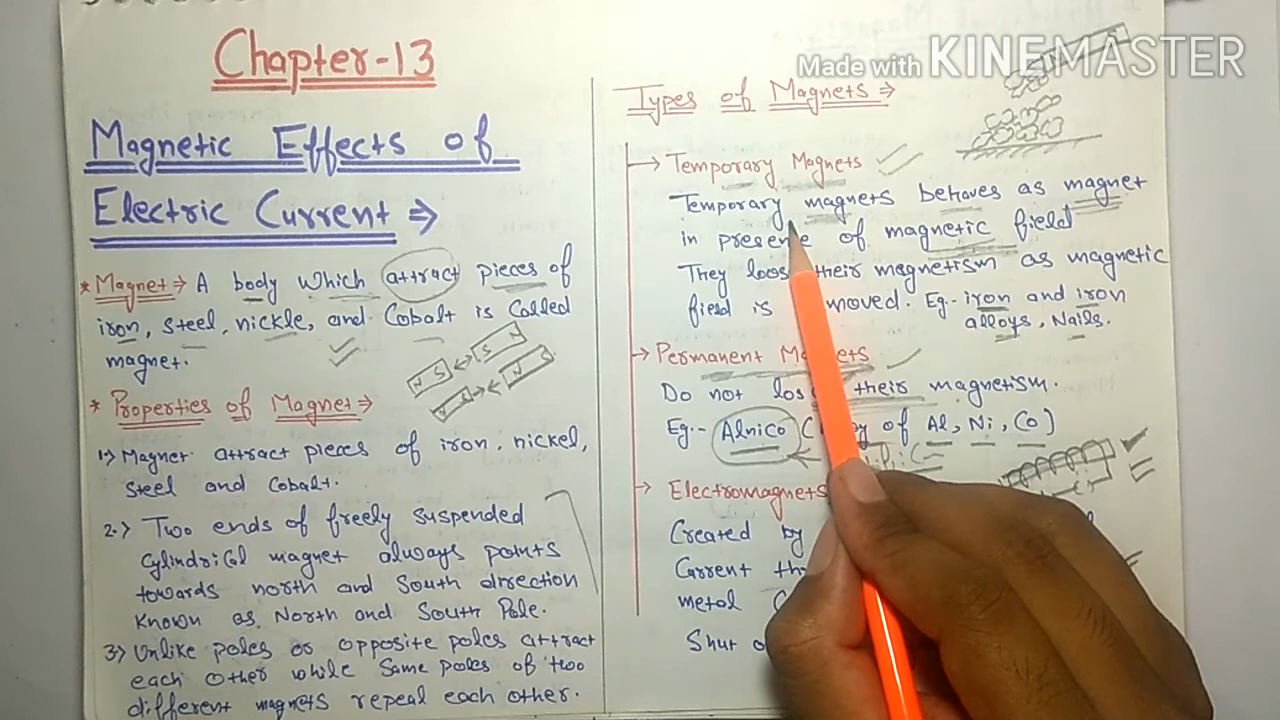 Chapter-13
Magnetic Effects of
Electric Current ⇒
* Magnet ⇒ A body which attract pieces of
iron, steel, nickle, and Cobalt is Called
magnet.
N S ↔ S N
N S → ← N S
* Properties of Magnet ⇒
1.) Magnet attract pieces of iron, nickel,
steel and cobalt.
2.) Two ends of freely suspended
Cylindrical magnet always points
towards north and South direction
known as North and South Pole.
3.) Unlike poles or opposite poles attract
each other while same poles of two
different magnets repeal each other.
Made with KINEMASTER
Types of Magnets ⇒
→ Temporary Magnets
Temporary magnets behaves as magnet
in presence of magnetic field
They loos their magnetism as magnetic
field is moved. Eg.- iron and iron
alloys, Nails.
→ Permanent Magnets
Do not los their magnetism.
Eg:- Alnico ( of Al, Ni, Co)
→ Electromagnets
Created by
Current
metal
Shut